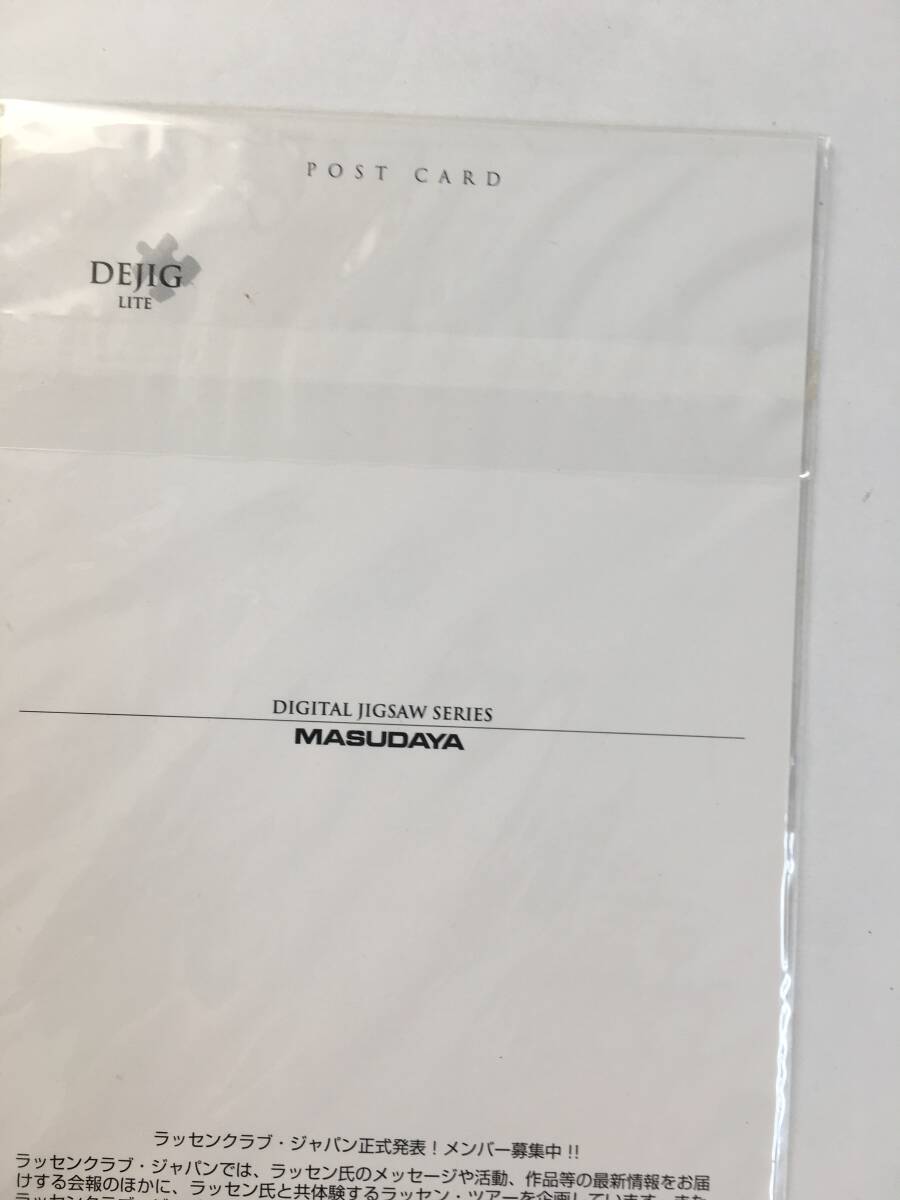 POST CARD
DEJIG
LITE
DIGITAL JIGSAW SERIES
MASUDAYA
ラッセンクラブ・ジャパン正式発表！メンバー募集中!!
ラッセンクラブ・ジャパンでは、ラッセン氏のメッセージや活動、作品等の最新情報をお届
けする会報のほかに、ラッセン氏と共体験するラッセン・ツアーを企画しています。また